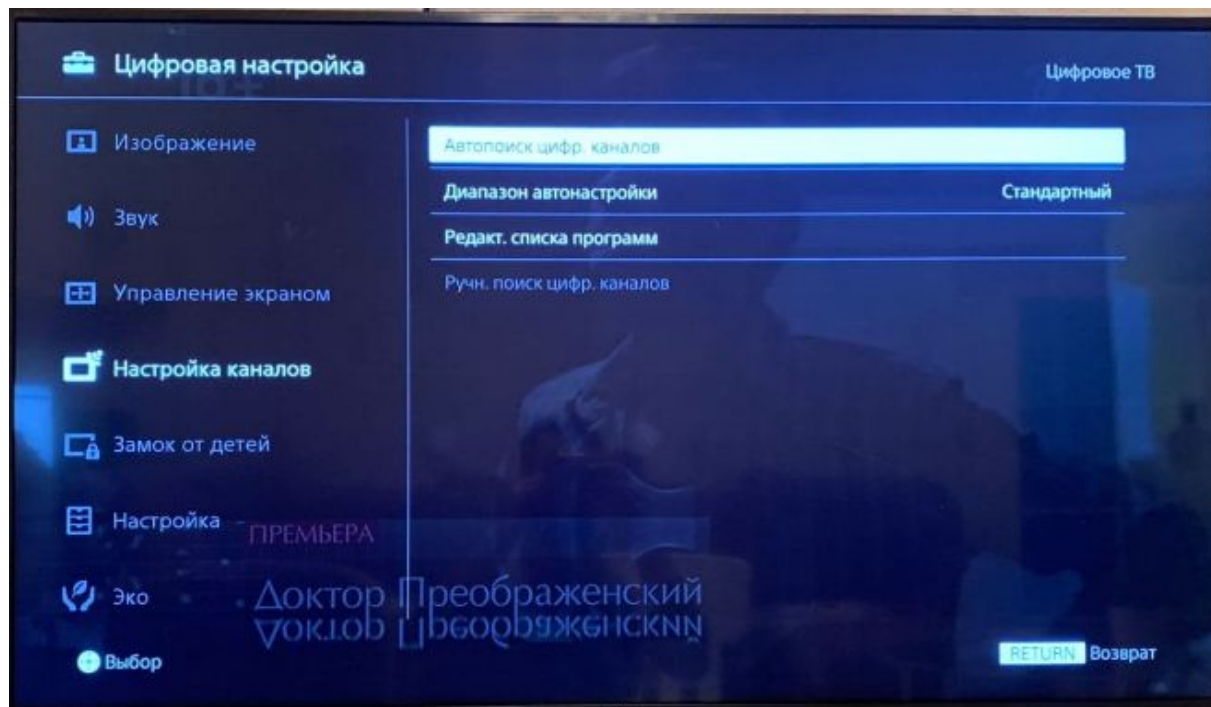 Цифровая настройка
Цифровое ТВ
Изображение
Звук
Управление экраном
Настройка каналов
Замок от детей
Настройка
Эко
Автопоиск цифр. каналов
Диапазон автонастройки Стандартный
Редакт. списка программ
Ручн. поиск цифр. каналов
ПРЕМЬЕРА
Доктор Преображенский
Выбор
RETURN Возврат